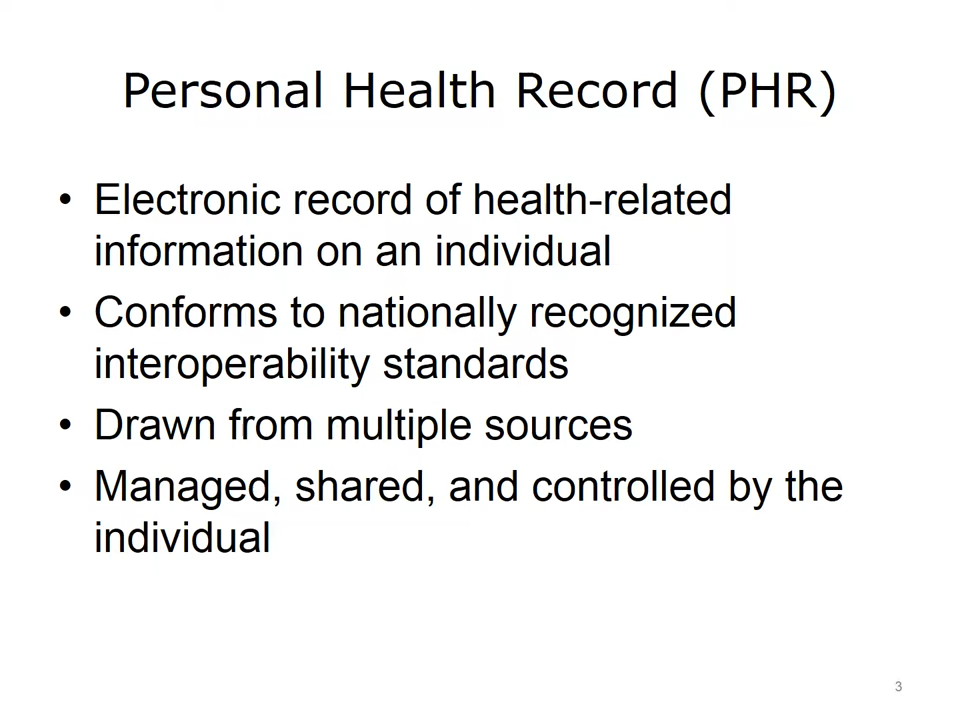 Personal Health Record (PHR)
• Electronic record of health-related
information on an individual
• Conforms to nationally recognized
interoperability standards
• Drawn from multiple sources
• Managed, shared, and controlled by the
individual
3